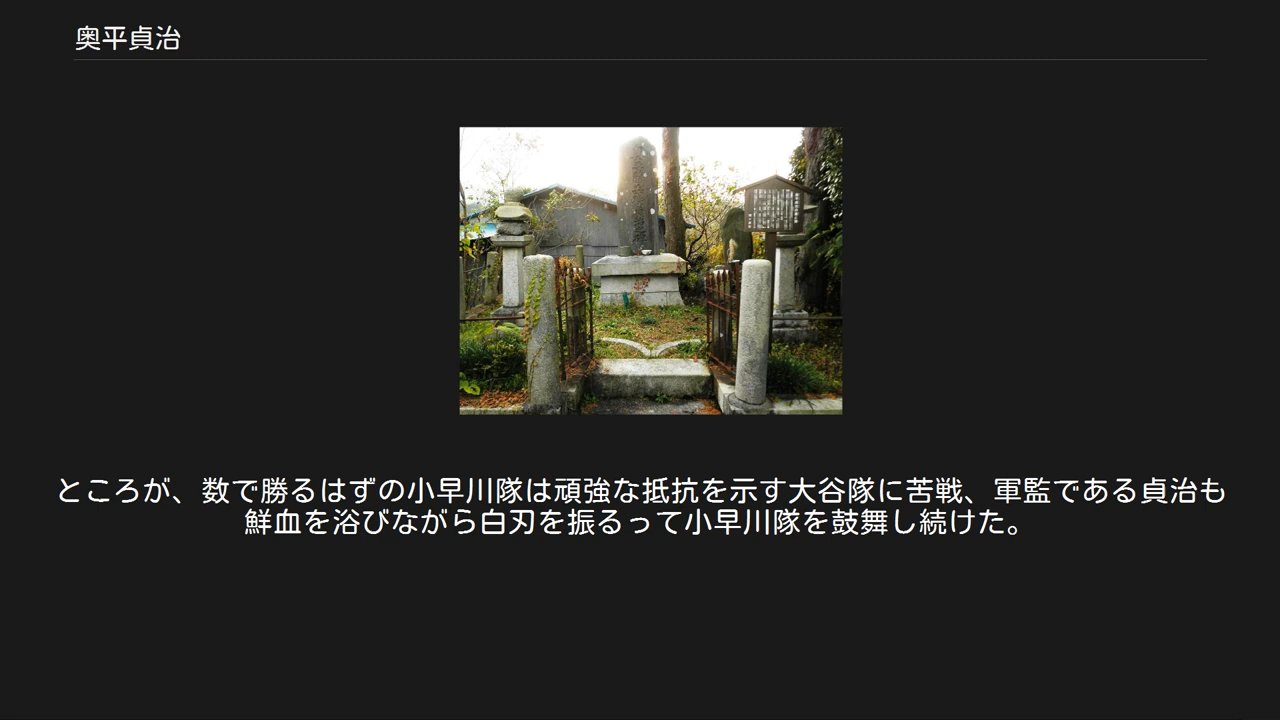 奥平貞治
ところが、数で勝るはずの小早川隊は頑強な抵抗を示す大谷隊に苦戦、軍監である貞治も
鮮血を浴びながら白刃を振るって小早川隊を鼓舞し続けた。